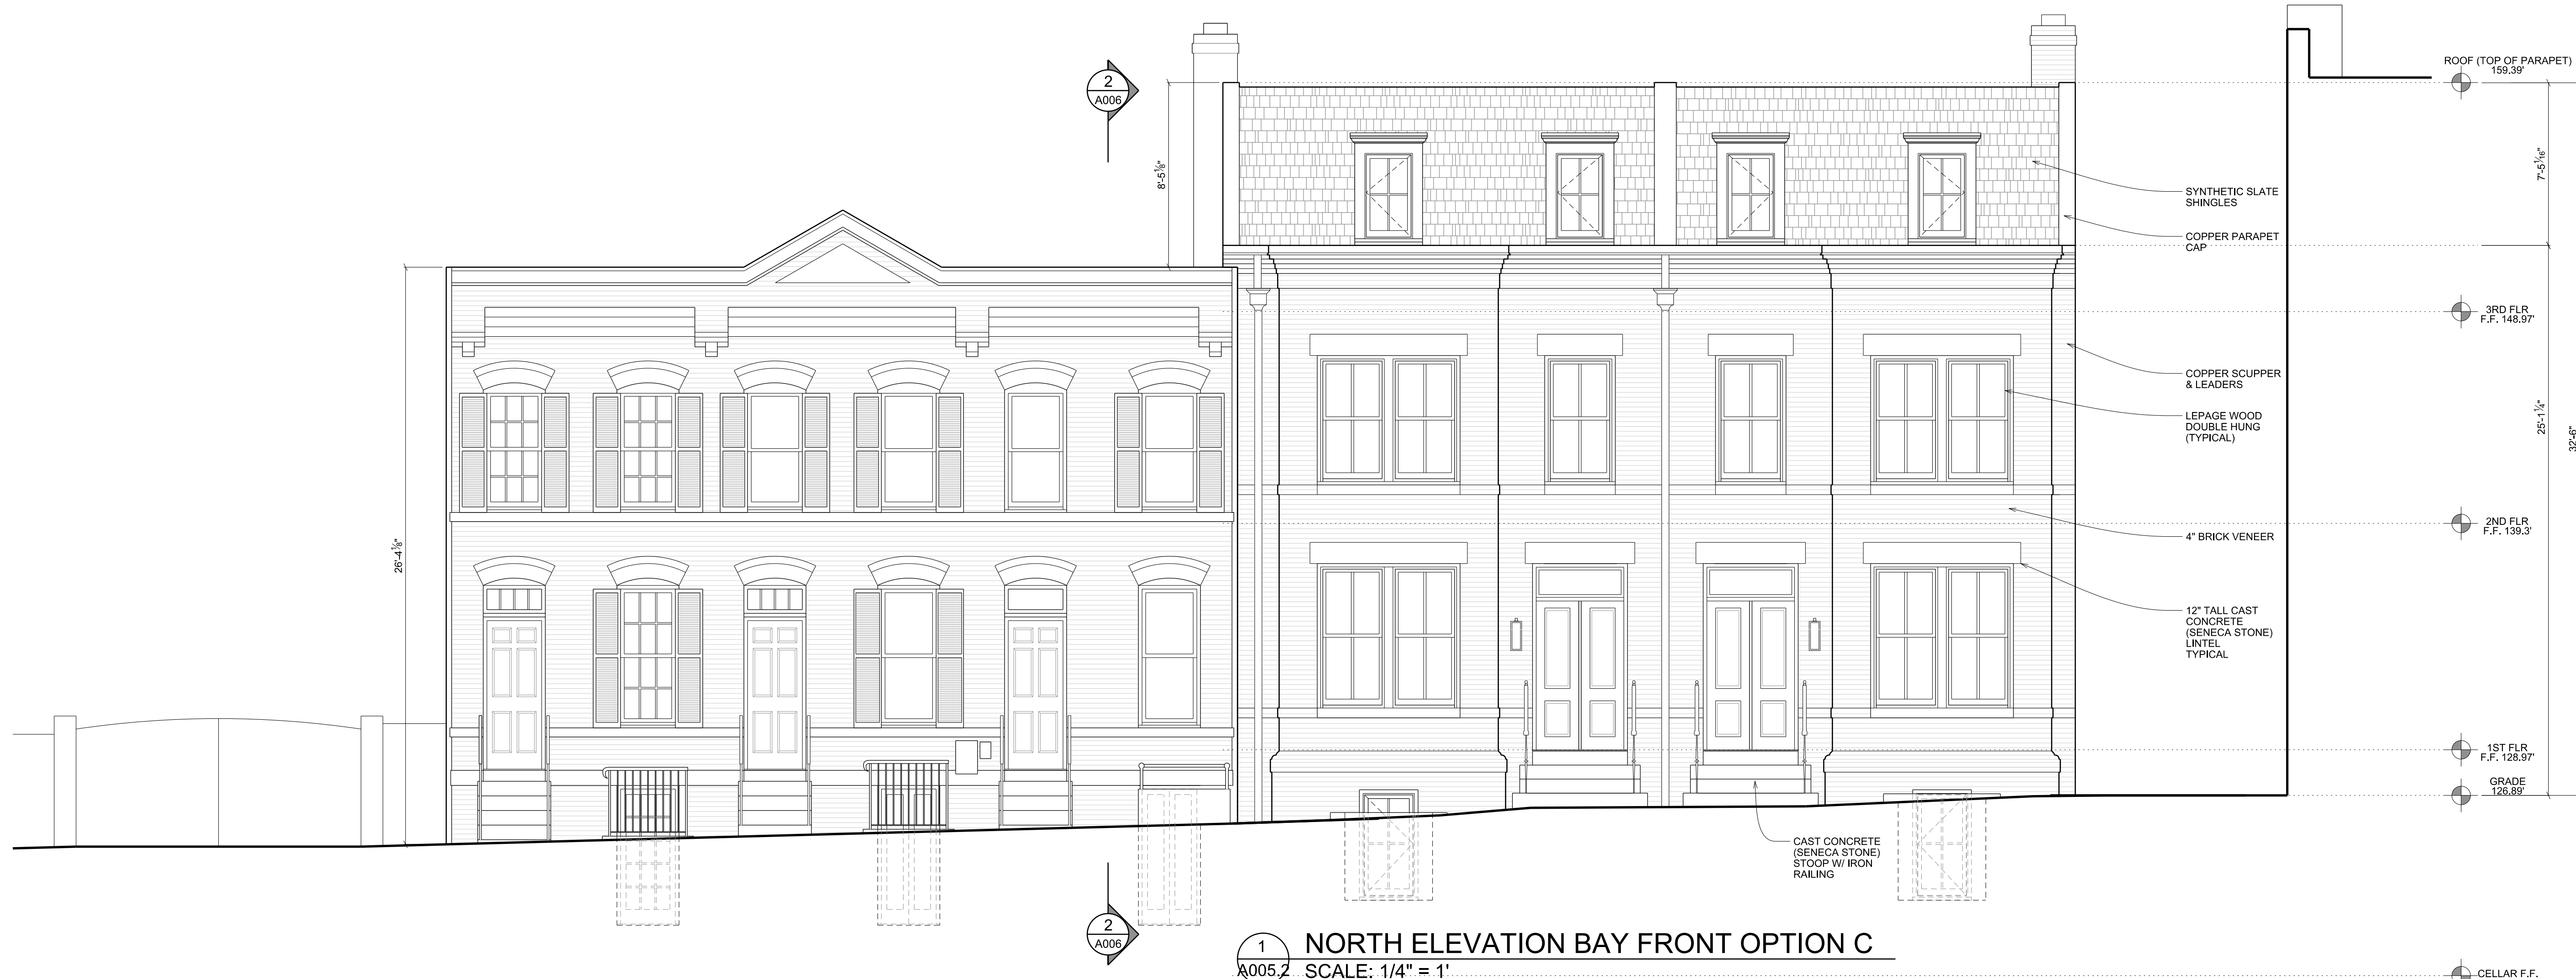 2
A006
ROOF (TOP OF PARAPET)
159.39'
8'-5⅛"
7'-5 1/16"
SYNTHETIC SLATE
SHINGLES
COPPER PARAPET
CAP
3RD FLR
F.F. 148.97'
COPPER SCUPPER
& LEADERS
LEPAGE WOOD
DOUBLE HUNG
(TYPICAL)
25'-1¼"
32'-6"
2ND FLR
F.F. 139.3'
4" BRICK VENEER
26'-4⅛"
12" TALL CAST
CONCRETE
(SENECA STONE)
LINTEL
TYPICAL
1ST FLR
F.F. 128.97'
GRADE
126.89'
CAST CONCRETE
(SENECA STONE)
STOOP W/ IRON
RAILING
2
A006
1
A005.2
NORTH ELEVATION BAY FRONT OPTION C
SCALE: 1/4" = 1'
CELLAR F.F.